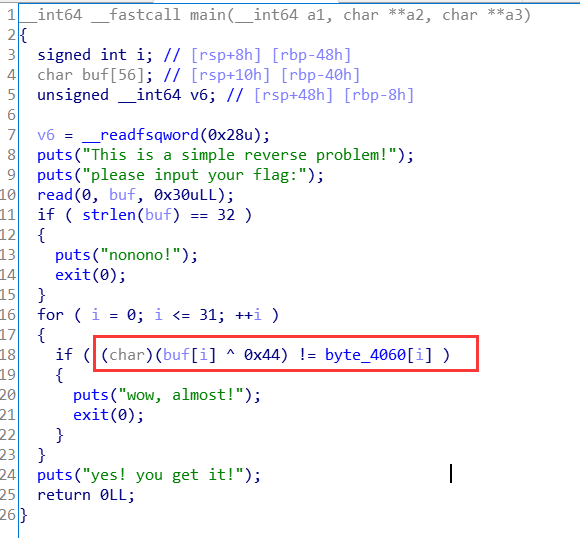 1 __int64 __fastcall main(__int64 a1, char **a2, char **a3)
2 {
3   signed int i; // [rsp+8h] [rbp-48h]
4   char buf[56]; // [rsp+10h] [rbp-40h]
5   unsigned __int64 v6; // [rsp+48h] [rbp-8h]
6
7   v6 = __readfsqword(0x28u);
8   puts("This is a simple reverse problem!");
9   puts("please input your flag:");
10   read(0, buf, 0x30uLL);
11   if ( strlen(buf) == 32 )
12   {
13     puts("nonono!");
14     exit(0);
15   }
16   for ( i = 0; i <= 31; ++i )
17   {
18     if ( (char)(buf[i] ^ 0x44) != byte_4060[i] )
19     {
20       puts("wow, almost!");
21       exit(0);
22     }
23   }
24   puts("yes! you get it!");
25   return 0LL;
26 }